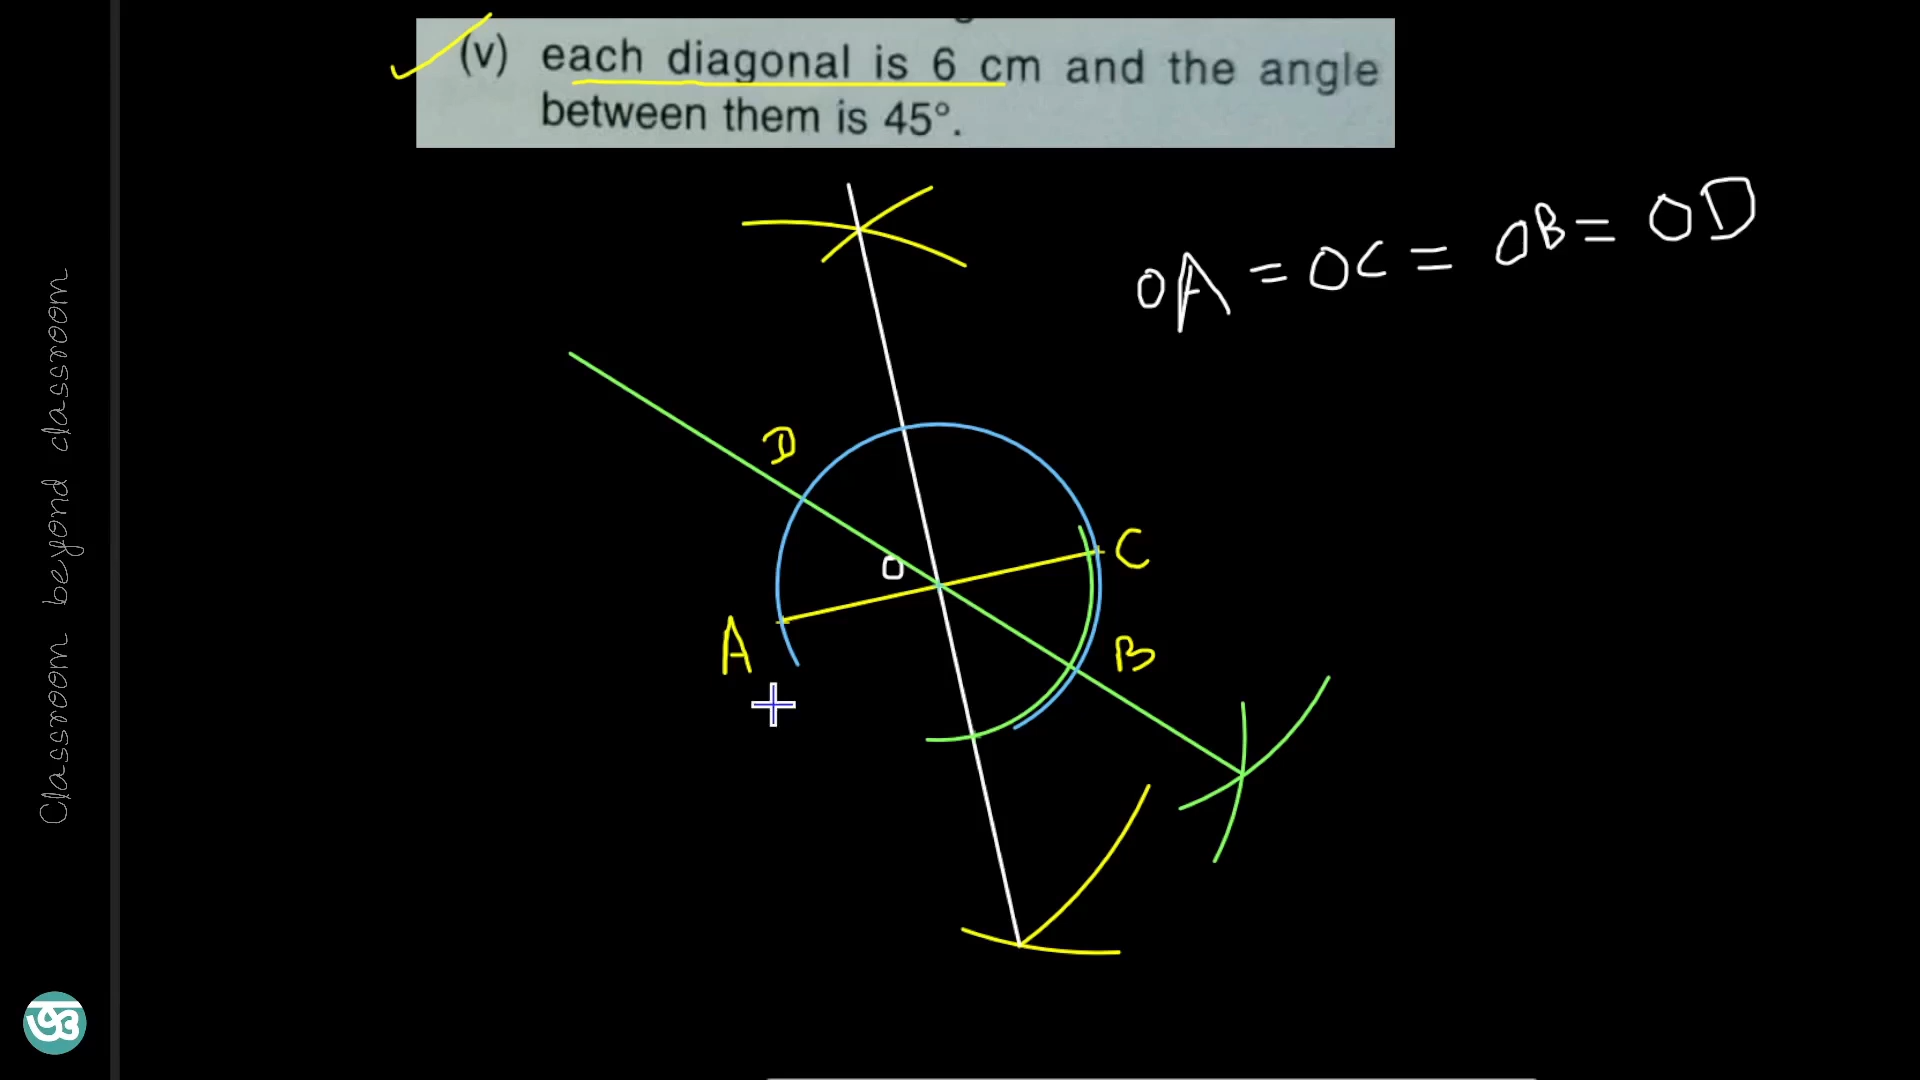 (v) each diagonal is 6 cm and the angle
between them is 45°.
OA = OC = OB = OD
D
O
C
A
B
Classroom beyond classroom